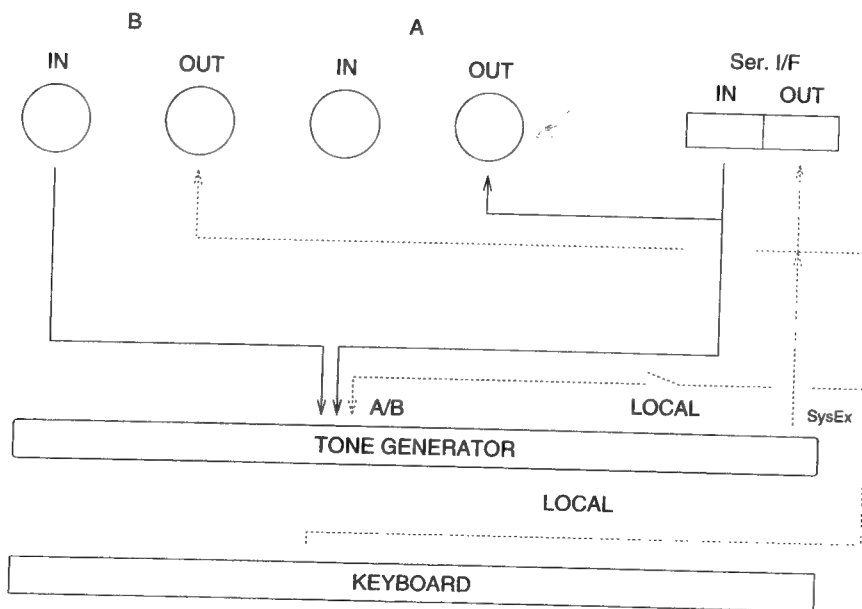 B
A
IN
OUT
IN
OUT
Ser. I/F
IN
OUT
A/B
LOCAL
SysEx
TONE GENERATOR
LOCAL
KEYBOARD